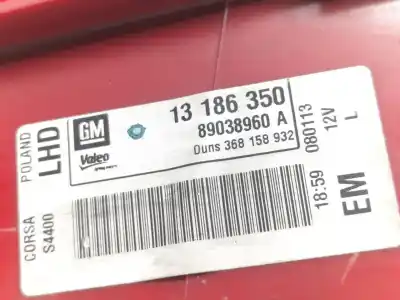 CORSA POLAND
S4400 LHD
GM
Valeo
13 186 350
89038960 A
Duns 368 158 932
18:59 080113
EM 12V
L